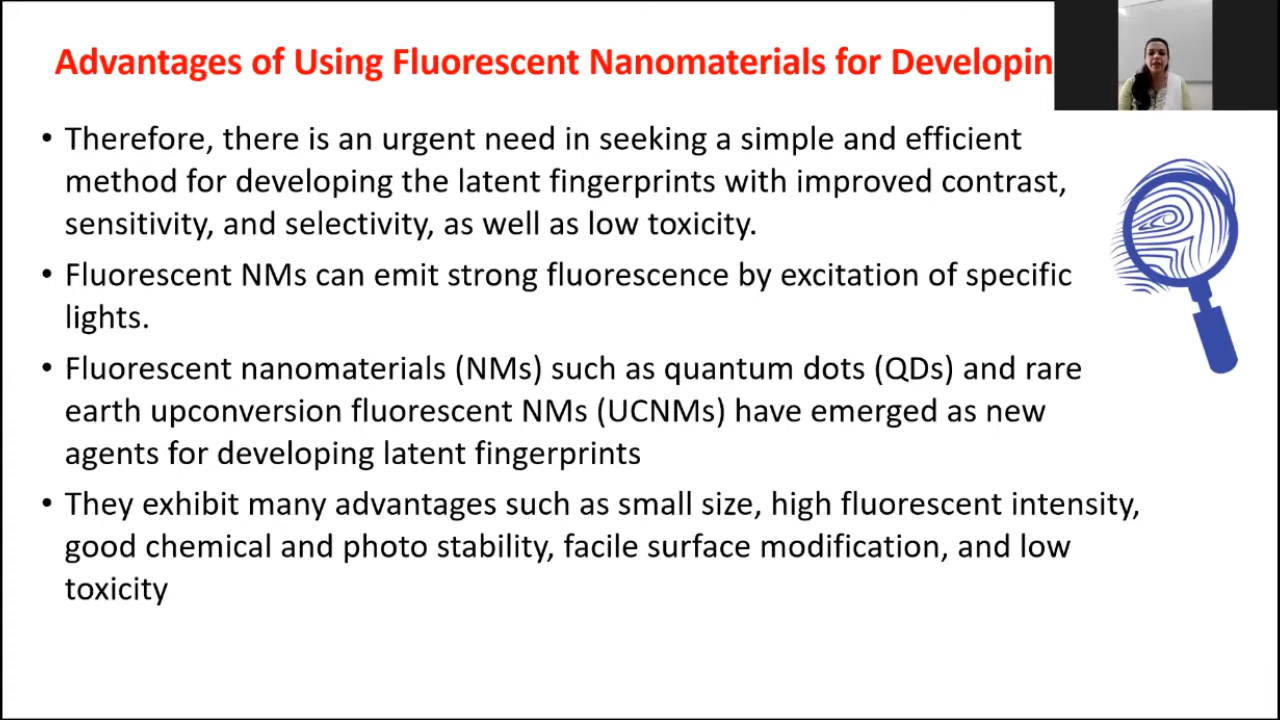 Advantages of Using Fluorescent Nanomaterials for Developin
• Therefore, there is an urgent need in seeking a simple and efficient
method for developing the latent fingerprints with improved contrast,
sensitivity, and selectivity, as well as low toxicity.
• Fluorescent NMs can emit strong fluorescence by excitation of specific
lights.
• Fluorescent nanomaterials (NMs) such as quantum dots (QDs) and rare
earth upconversion fluorescent NMs (UCNMs) have emerged as new
agents for developing latent fingerprints
• They exhibit many advantages such as small size, high fluorescent intensity,
good chemical and photo stability, facile surface modification, and low
toxicity